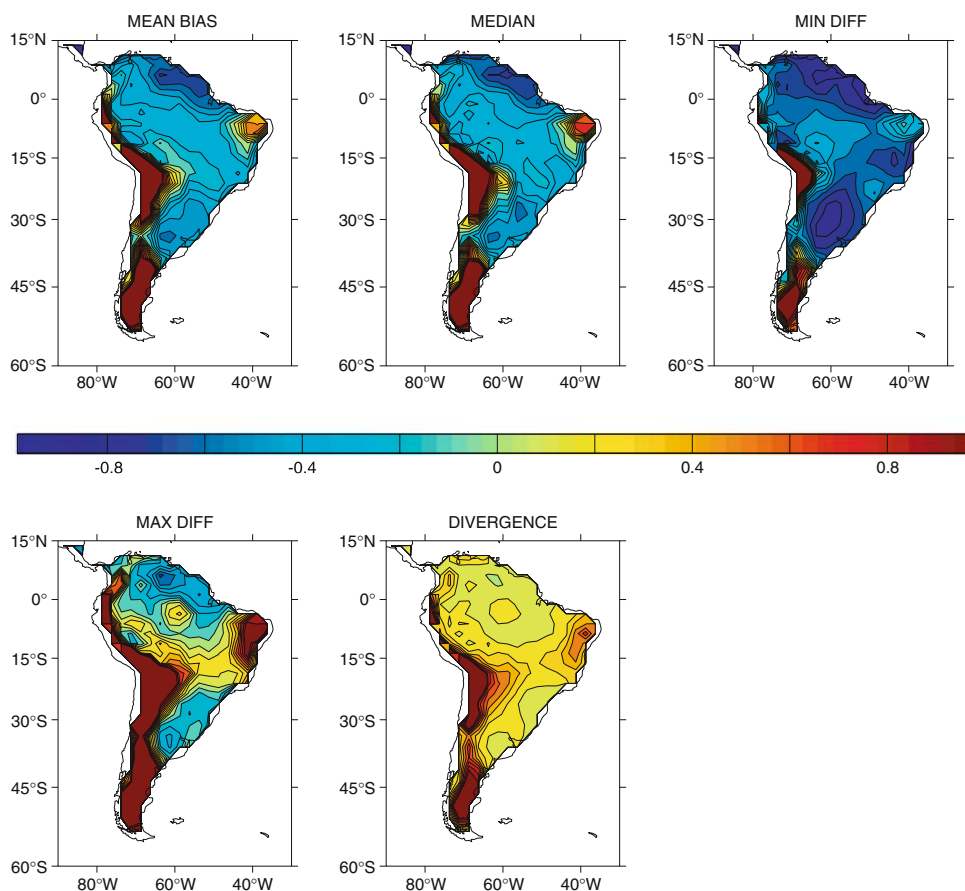 MEAN BIAS MEDIAN MIN DIFF
15°N 15°N 15°N
0° 0° 0°
15°S 15°S 15°S
30°S 30°S 30°S
45°S 45°S 45°S
60°S 60°S 60°S
80°W 60°W 40°W 80°W 60°W 40°W 80°W 60°W 40°W
-0.8 -0.4 0 0.4 0.8
MAX DIFF DIVERGENCE
15°N 15°N
0° 0°
15°S 15°S
30°S 30°S
45°S 45°S
60°S 60°S
80°W 60°W 40°W 80°W 60°W 40°W